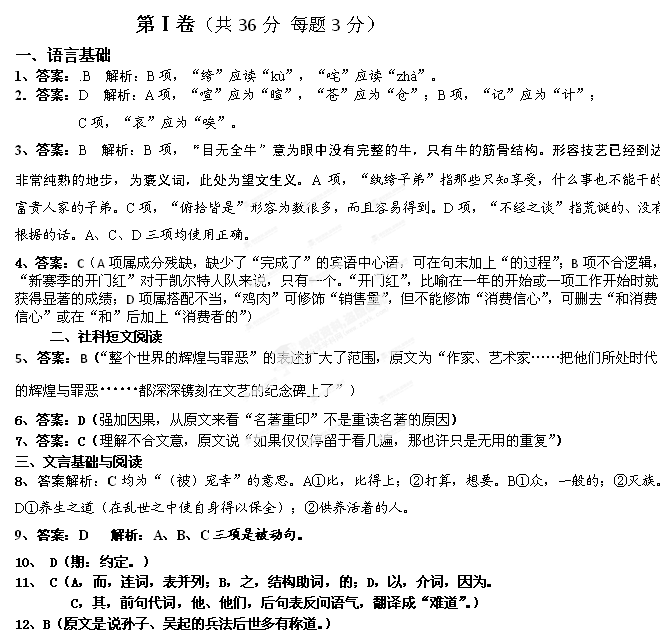 第Ⅰ卷（共 36 分 每题 3 分）
一、语言基础
1、答案：.B 解析：B 项，“绔”应读“kù”，“咤”应读“zhà”。
2．答案：D 解析：A 项，“喧”应为“暄”，“苍”应为“仓”；B 项，“记”应为“计”；
C 项，“哀”应为“唉”。
3、答案：B 解析：B 项，“目无全牛”意为眼中没有完整的牛，只有牛的筋骨结构。形容技艺已经到达
非常纯熟的地步，为褒义词，此处为望文生义。A 项，“纨绔子弟”指那些只知享受，什么事也不能干的
富贵人家的子弟。C 项，“俯拾皆是”形容为数很多，而且容易得到。D 项，“不经之谈”指荒诞的、没有
根据的话。A、C、D 三项均使用正确。
4、答案：C（A 项属成分残缺，缺少了“完成了”的宾语中心语，可在句末加上“的过程”；B 项不合逻辑，
“新赛季的开门红”对于凯尔特人队来说，只有一个。“开门红”，比喻在一年的开始或一项工作开始时就
获得显著的成绩；D 项属搭配不当，“鸡肉”可修饰“销售量”，但不能修饰“消费信心”，可删去“和消费
信心”或在“和”后加上“消费者的”）
二、社科短文阅读
5、答案：B（“整个世界的辉煌与罪恶”的表述扩大了范围，原文为“作家、艺术家……把他们所处时代
的辉煌与罪恶······都深深镌刻在文艺的纪念碑上了”）
6、答案：D（强加因果，从原文来看“名著重印”不是重读名著的原因）
7、答案：C（理解不合文意，原文说“如果仅仅停留于看几遍，那也许只是无用的重复”）
三、文言基础与阅读
8、答案解析：C 均为“（被）宠幸”的意思。A①比，比得上；②打算，想要。B①众，一般的；②灭族。
D①养生之道（在乱世之中使自身得以保全）；②供养活着的人。
9、答案：D 解析：A、B、C 三项是被动句。
10、 D（期：约定。）
11、 C（A，而，连词，表并列；B，之，结构助词，的；D，以，介词，因为。
C，其，前句代词，他、他们，后句表反问语气，翻译成“难道”。）
12、B（原文是说孙子、吴起的兵法后世多有称道。）